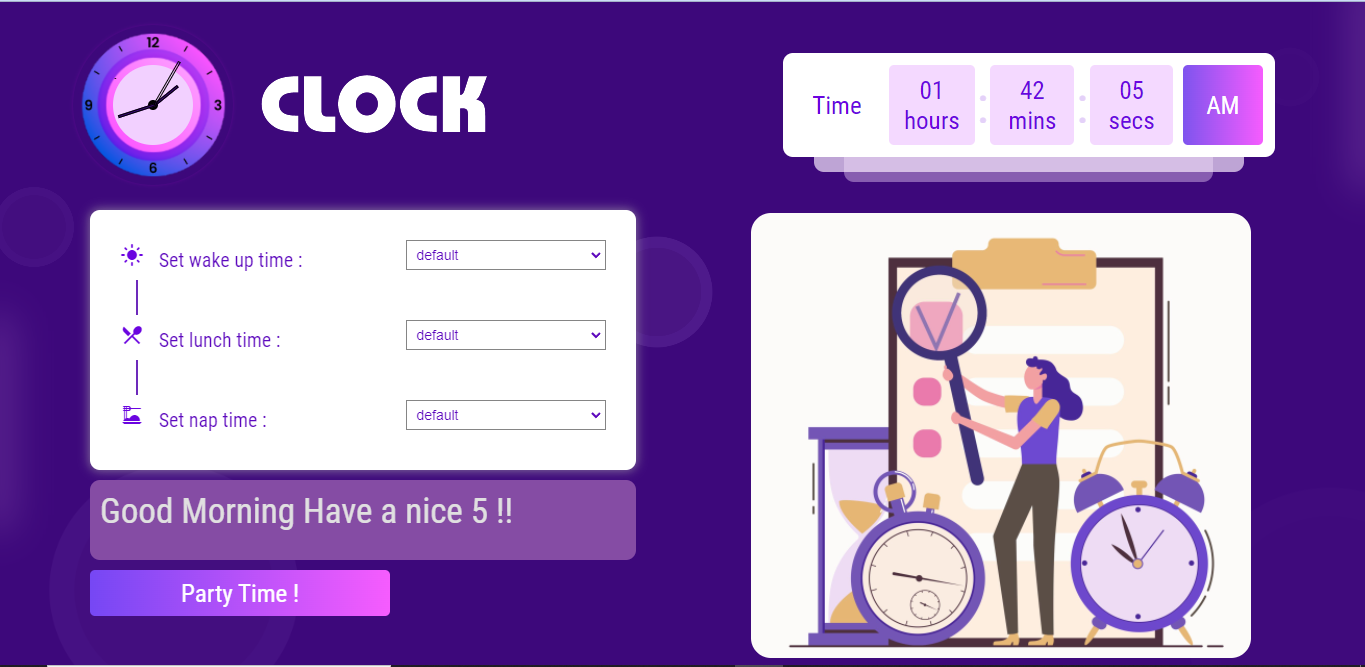 12
3
6
9
CLOCK
Time
01
hours
:
42
mins
:
05
secs
AM
Set wake up time :
default
Set lunch time :
default
Set nap time :
default
Good Morning Have a nice 5 !!
Party Time !